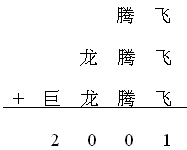 腾 飞
龙 腾 飞
+ 巨 龙 腾 飞
2 0 0 1